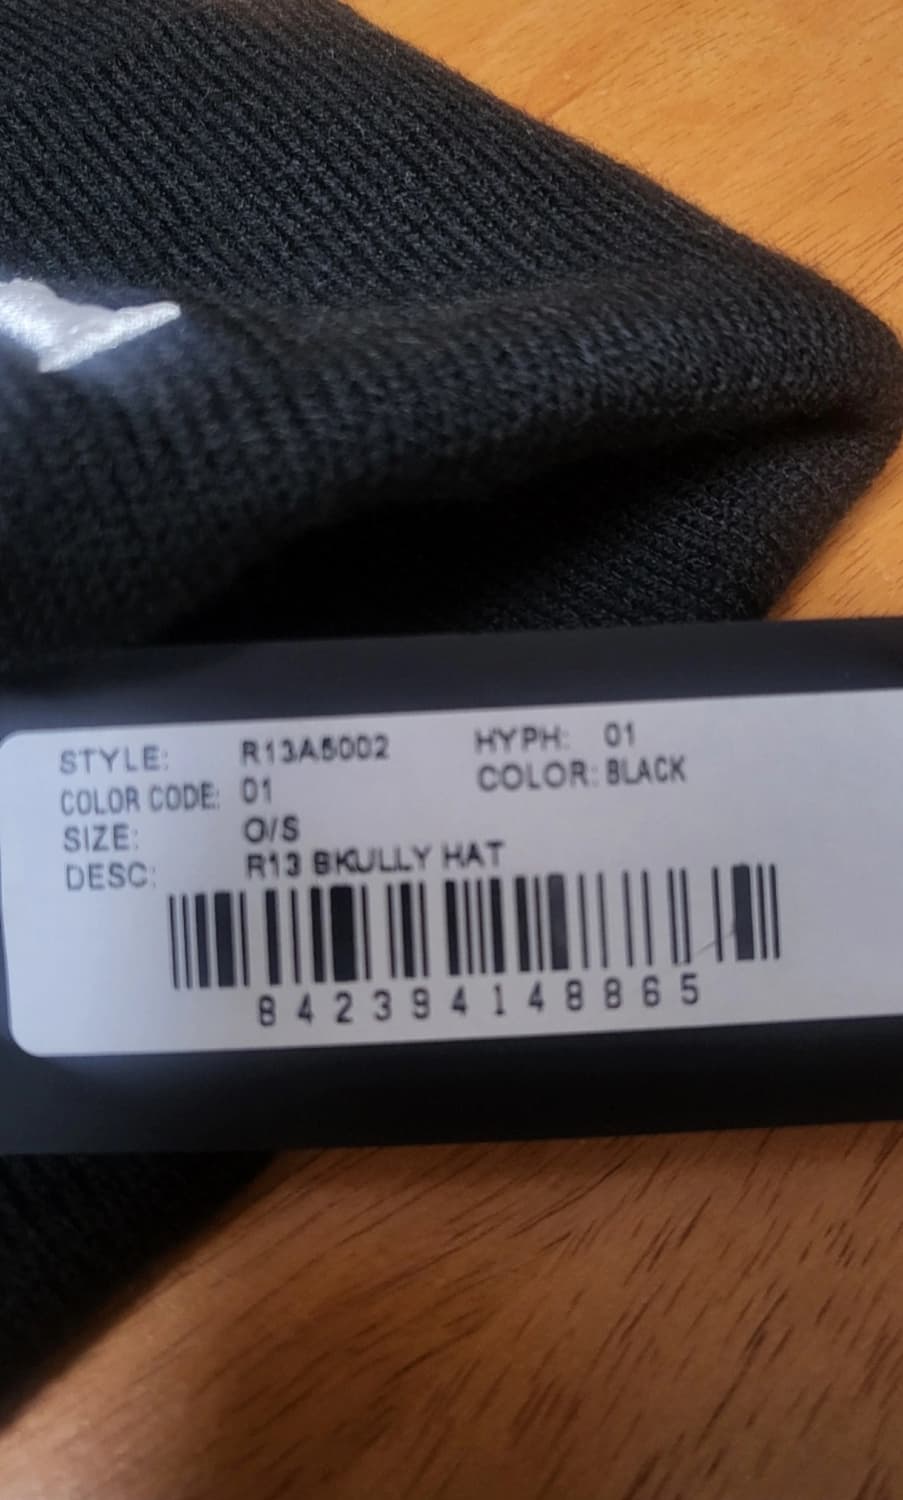 STYLE: R13A5002 HYPH: 01
COLOR CODE: 01 COLOR: BLACK
SIZE: O/S
DESC: R13 SKULLY HAT
842394148865